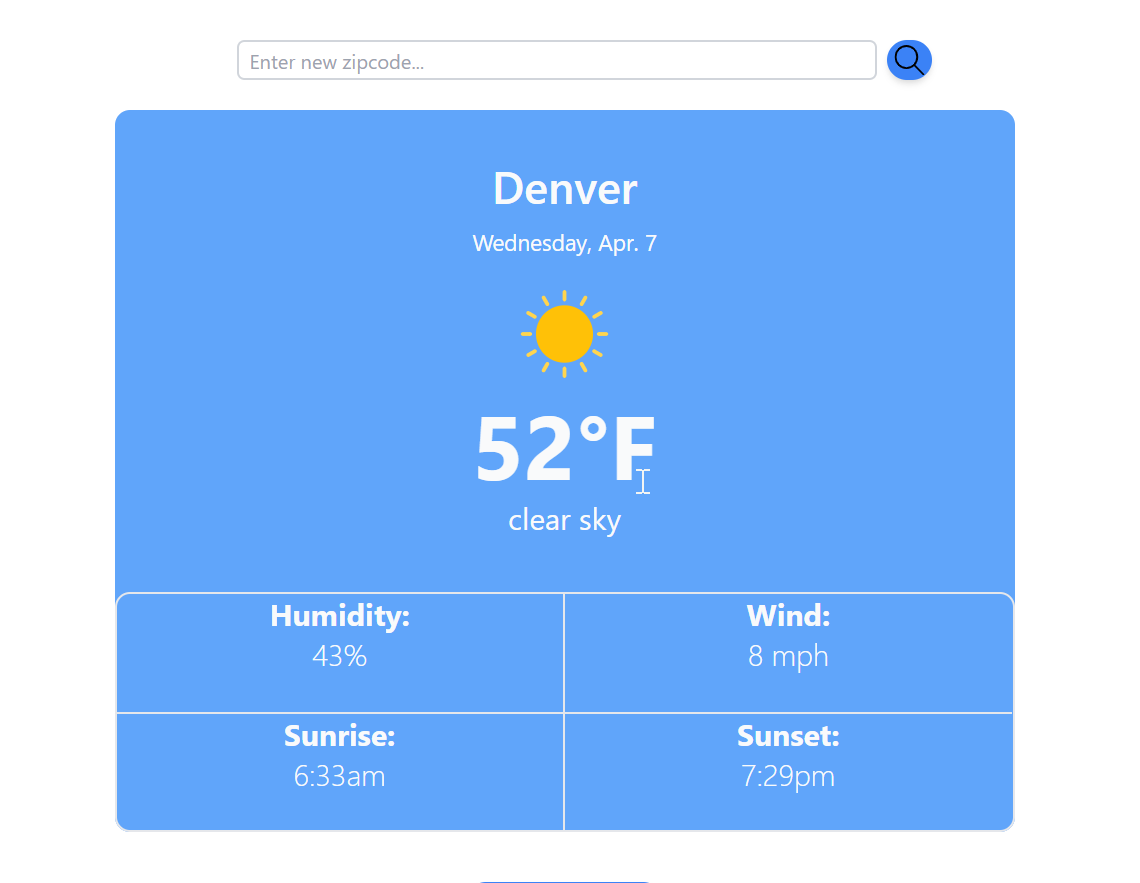 Enter new zipcode...
Denver
Wednesday, Apr. 7
52°F
clear sky
Humidity:
43%
Wind:
8 mph
Sunrise:
6:33am
Sunset:
7:29pm